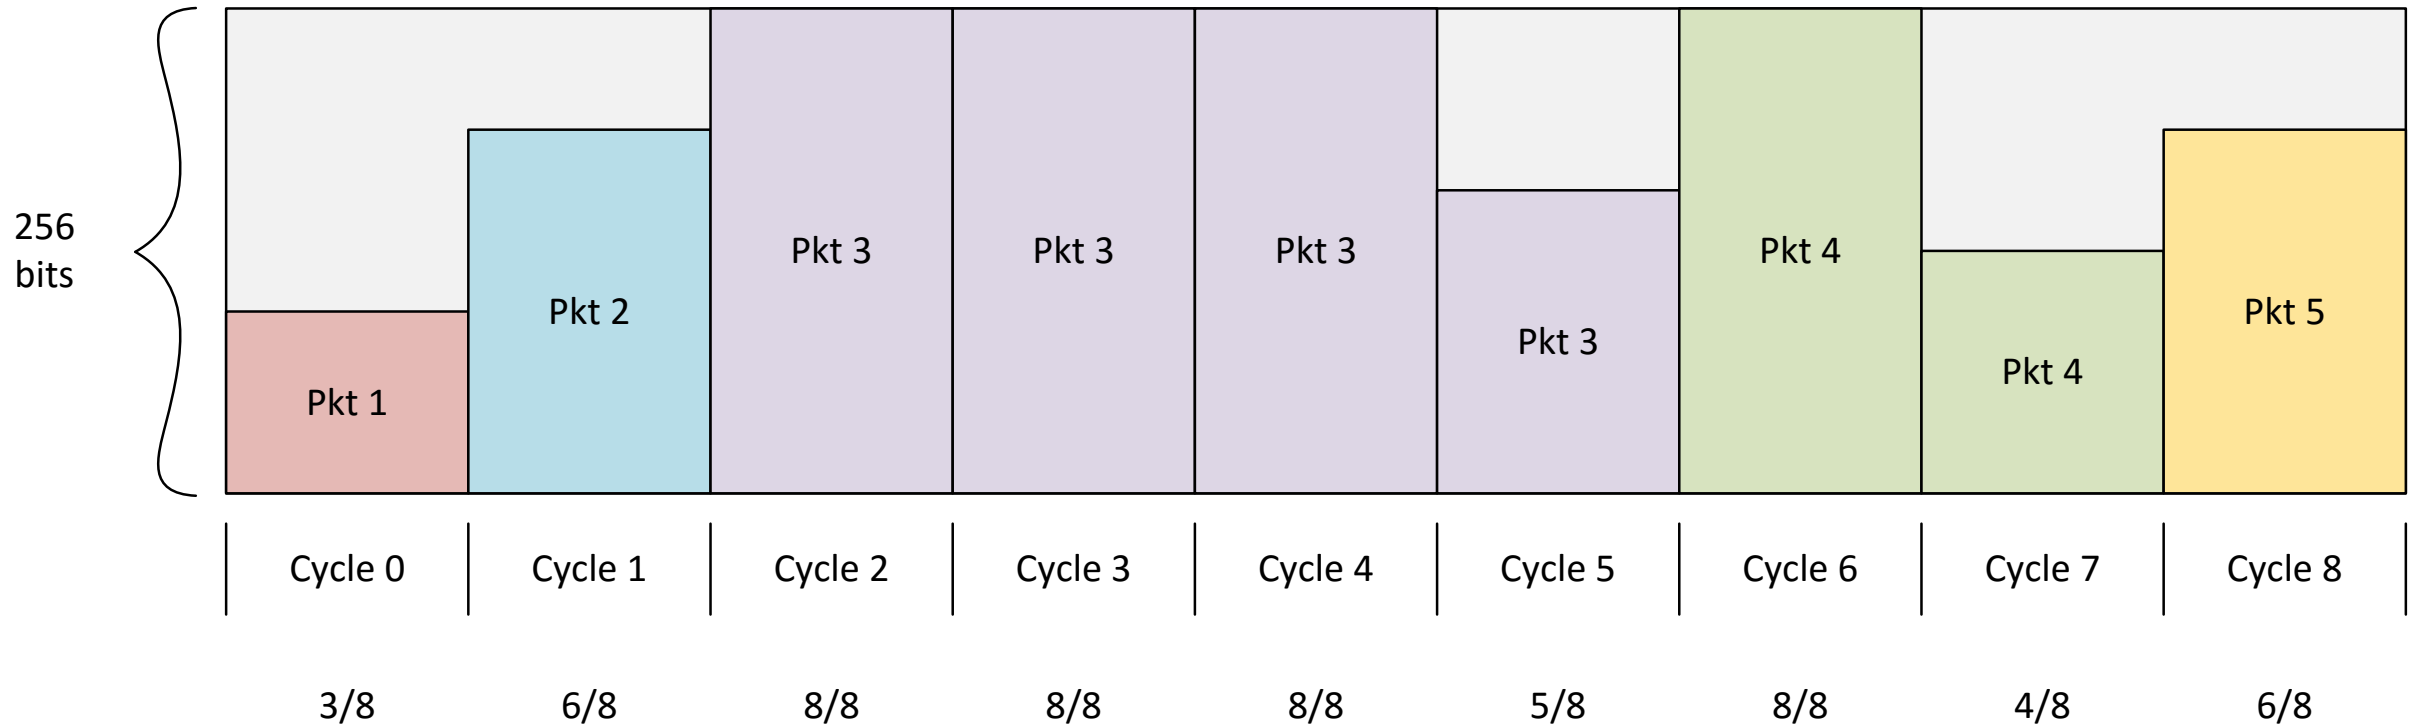 256
bits
Pkt 1
Pkt 2
Pkt 3
Pkt 3
Pkt 3
Pkt 3
Pkt 4
Pkt 4
Pkt 5
Cycle 0
Cycle 1
Cycle 2
Cycle 3
Cycle 4
Cycle 5
Cycle 6
Cycle 7
Cycle 8
3/8
6/8
8/8
8/8
8/8
5/8
8/8
4/8
6/8